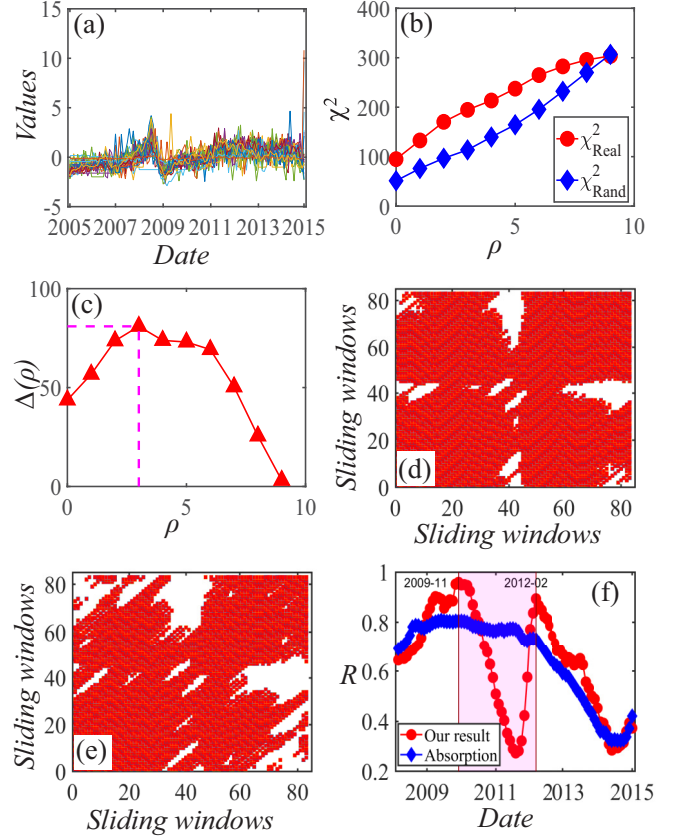 (a)
Values
15
10
5
0
-5
2005 2007 2009 2011 2013 2015
Date
(b)
χ²
400
300
200
100
0
0 5 10
ρ
χ²Real
χ²Rand
(c)
Δ(ρ)
100
50
0
0 5 10
ρ
(d)
Sliding windows
80
60
40
20
0
0 20 40 60 80
Sliding windows
(e)
Sliding windows
80
60
40
20
0
0 20 40 60 80
Sliding windows
(f)
R
1
0.8
0.6
0.4
0.2
2009-11
2012-02
Our result
Absorption
2009 2011 2013 2015
Date